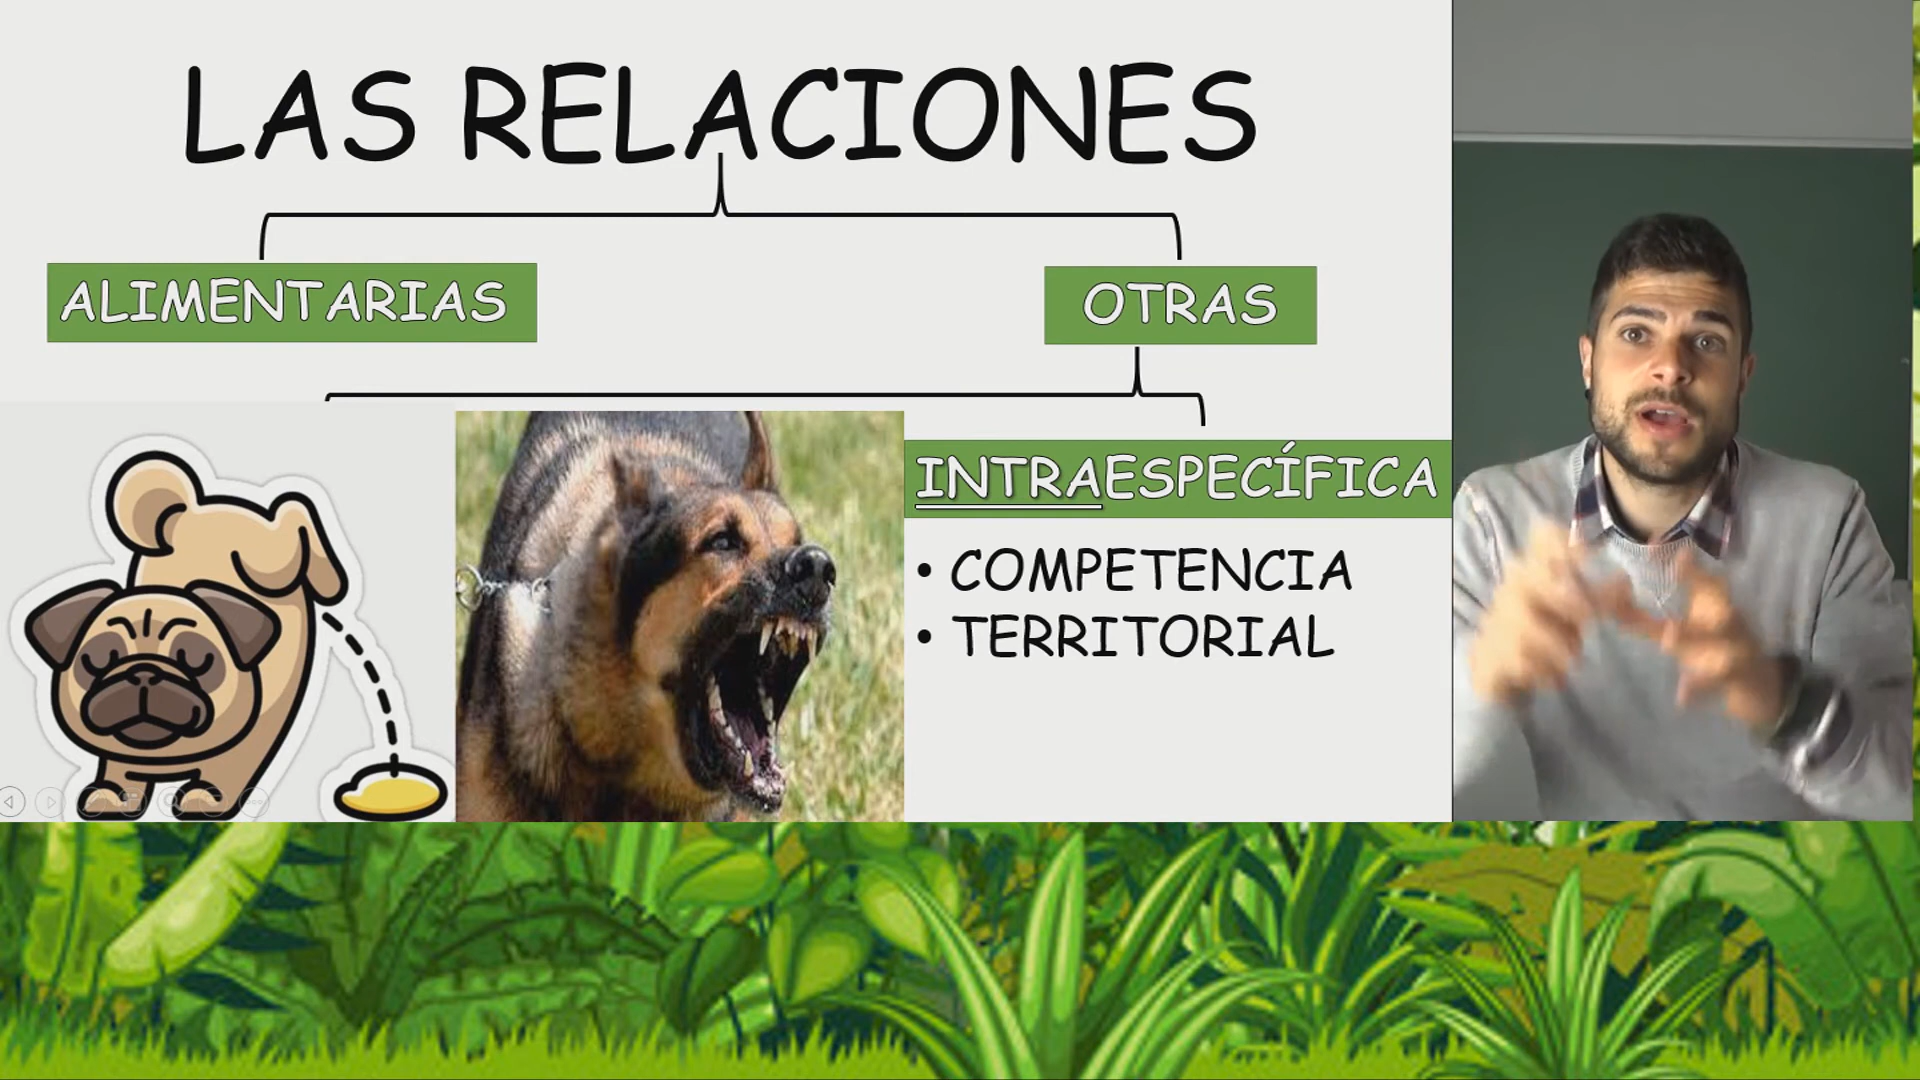 LAS RELACIONES
ALIMENTARIAS
OTRAS
INTRAESPECÍFICA
• COMPETENCIA
• TERRITORIAL